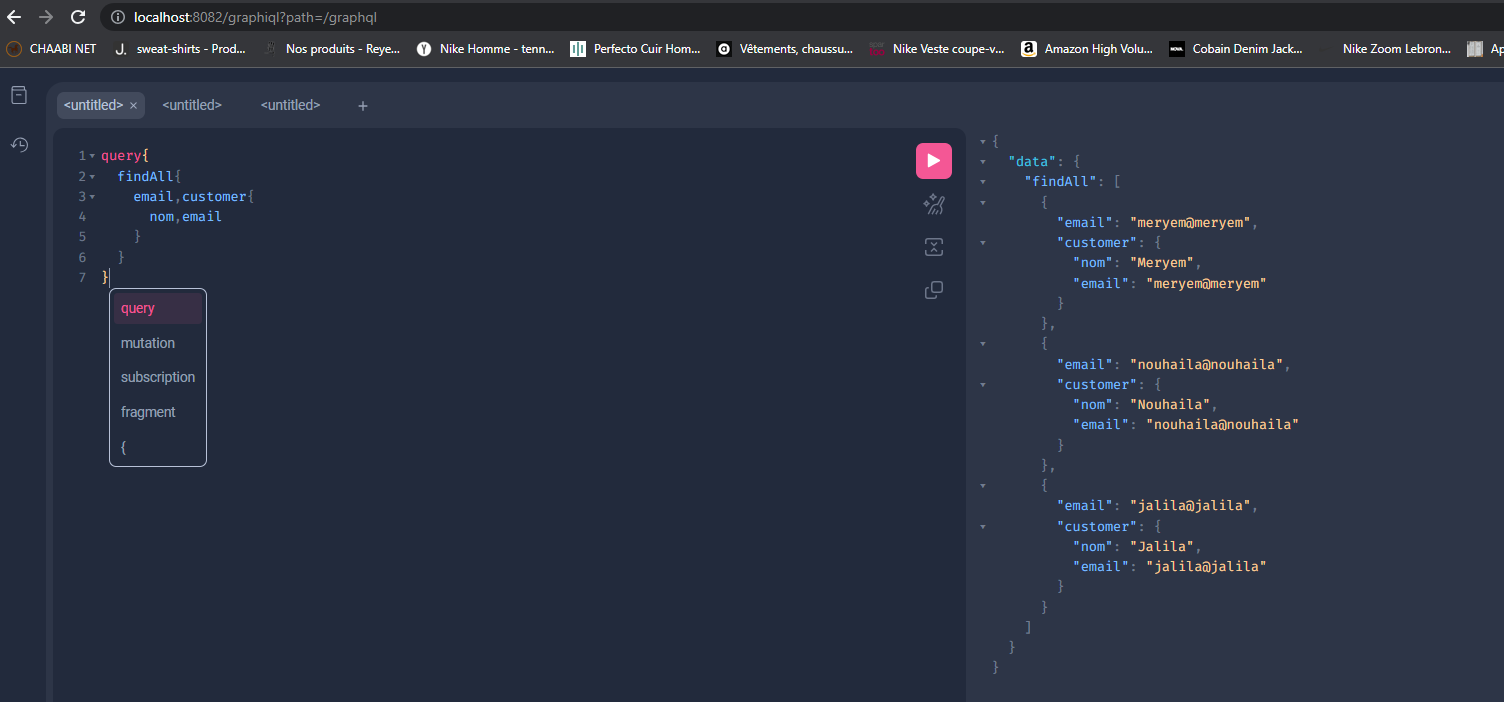 localhost:8082/graphiql?path=/graphql
CHAABI NET J. sweat-shirts - Prod... Nos produits - Reye... Y Nike Homme - tenn... Perfecto Cuir Hom... Vêtements, chaussu... Nike Veste coupe-v... a Amazon High Volu... Cobain Denim Jack... Nike Zoom Lebron... Ap
<untitled> × <untitled> <untitled> +
1 query{
2 findAll{
3 email,customer{
4 nom,email
5 }
6 }
7 }
query
mutation
subscription
fragment
{
{
"data": {
"findAll": [
{
"email": "meryem@meryem",
"customer": {
"nom": "Meryem",
"email": "meryem@meryem"
}
},
{
"email": "nouhaila@nouhaila",
"customer": {
"nom": "Nouhaila",
"email": "nouhaila@nouhaila"
}
},
{
"email": "jalila@jalila",
"customer": {
"nom": "Jalila",
"email": "jalila@jalila"
}
}
]
}
}